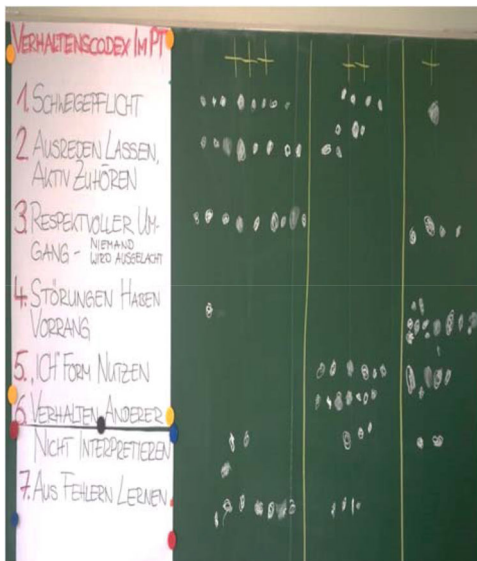 VERHALTENSCODEX IM PT
+++
++
+
1. SCHWEIGEPFLICHT
2. AUSREDEN LASSEN,
AKTIV ZUHÖREN
3. RESPEKTVOLLER UM-
GANG - NIEMAND
WIRD AUSGELACHT
4. STÖRUNGEN HABEN
VORRANG
5. „ICH" FORM NUTZEN
6. VERHALTEN ANDERER
NICHT INTERPRETIEREN
7. AUS FEHLERN LERNEN